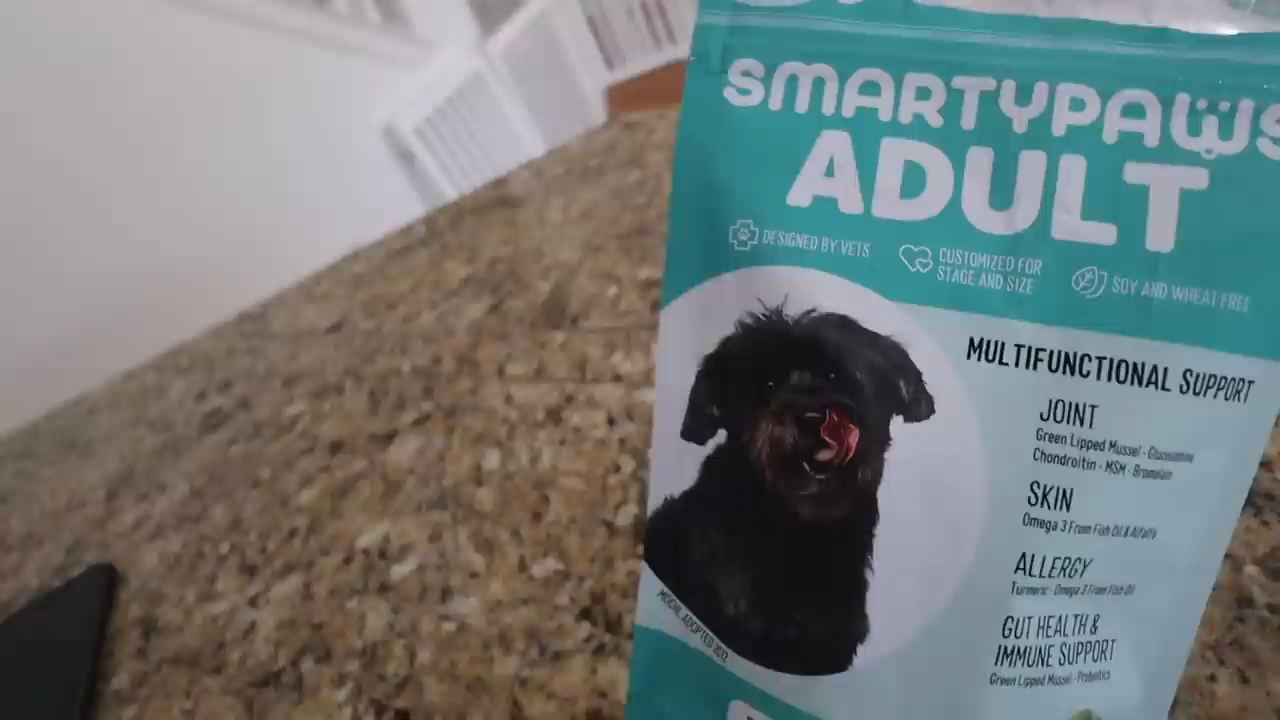 SMARTYPAWS
ADULT
DESIGNED BY VETS
CUSTOMIZED FOR
STAGE AND SIZE
SOY AND WHEAT FREE
MULTIFUNCTIONAL SUPPORT
JOINT
Green Lipped Mussel - Glucosamine
Chondroitin - MSM - Bromelain
SKIN
Omega 3 From Fish Oil & Alfalfa
ALLERGY
Turmeric - Omega 3 From Fish Oil
GUT HEALTH &
IMMUNE SUPPORT
Green Lipped Mussel - Probiotics
ADOPTED 2012